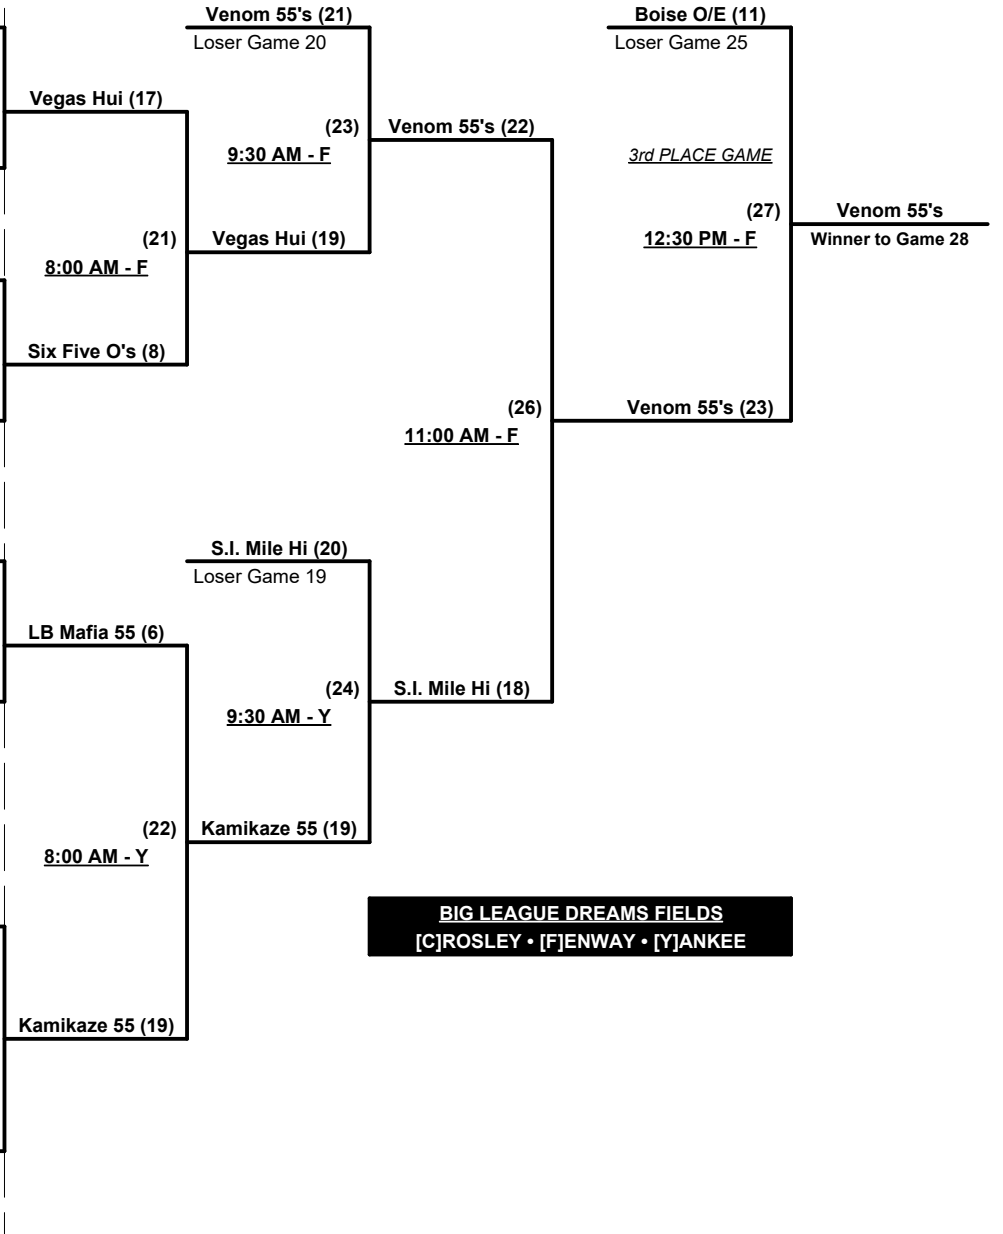 Venom 55's (21)
Boise O/E (11)
Loser Game 20
Loser Game 25
Vegas Hui (17)
(23)
Venom 55's (22)
9:30 AM - F
3rd PLACE GAME
(27)
Venom 55's
(21)
Vegas Hui (19)
12:30 PM - F
Winner to Game 28
8:00 AM - F
Six Five O's (8)
(26)
Venom 55's (23)
11:00 AM - F
S.I. Mile Hi (20)
Loser Game 19
LB Mafia 55 (6)
(24)
S.I. Mile Hi (18)
9:30 AM - Y
(22)
Kamikaze 55 (19)
8:00 AM - Y
BIG LEAGUE DREAMS FIELDS
[C]ROSLEY • [F]ENWAY • [Y]ANKEE
Kamikaze 55 (19)